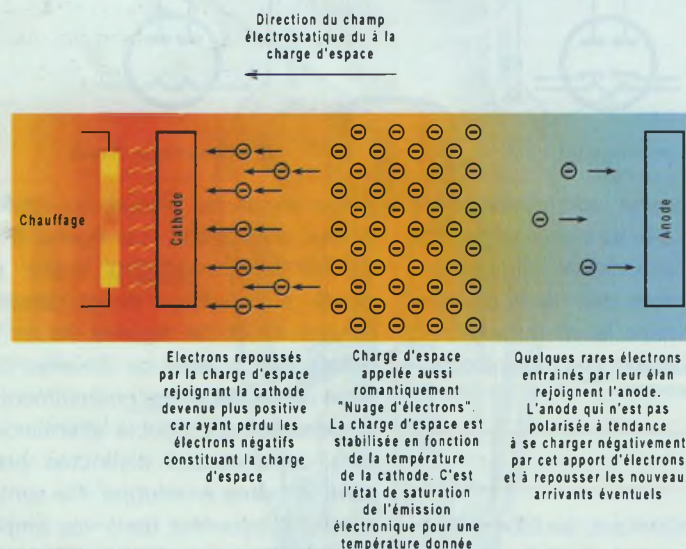 Direction du champ
électrostatique du à la
charge d'espace
Chauffage
Cathode
Anode
Electrons repoussés
par la charge d'espace
rejoignant la cathode
devenue plus positive
car ayant perdu les
électrons négatifs
constituant la charge
d'espace
Charge d'espace
appelée aussi
romantiquement
"Nuage d'électrons".
La charge d'espace est
stabilisée en fonction
de la température
de la cathode. C'est
l'état de saturation
de l'émission
électronique pour une
température donnée
Quelques rares électrons
entrainés par leur élan
rejoignent l'anode.
L'anode qui n'est pas
polarisée à tendance
à se charger négativement
par cet apport d'électrons
et à repousser les nouveaux
arrivants éventuels